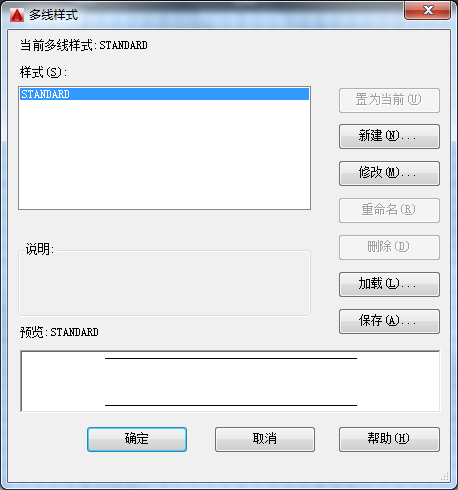 多线样式
当前多线样式:STANDARD
样式(S):
STANDARD
置为当前(U)
新建(N)...
修改(M)...
重命名(R)
删除(D)
加载(L)...
保存(A)...
说明:
预览:STANDARD
确定
取消
帮助(H)